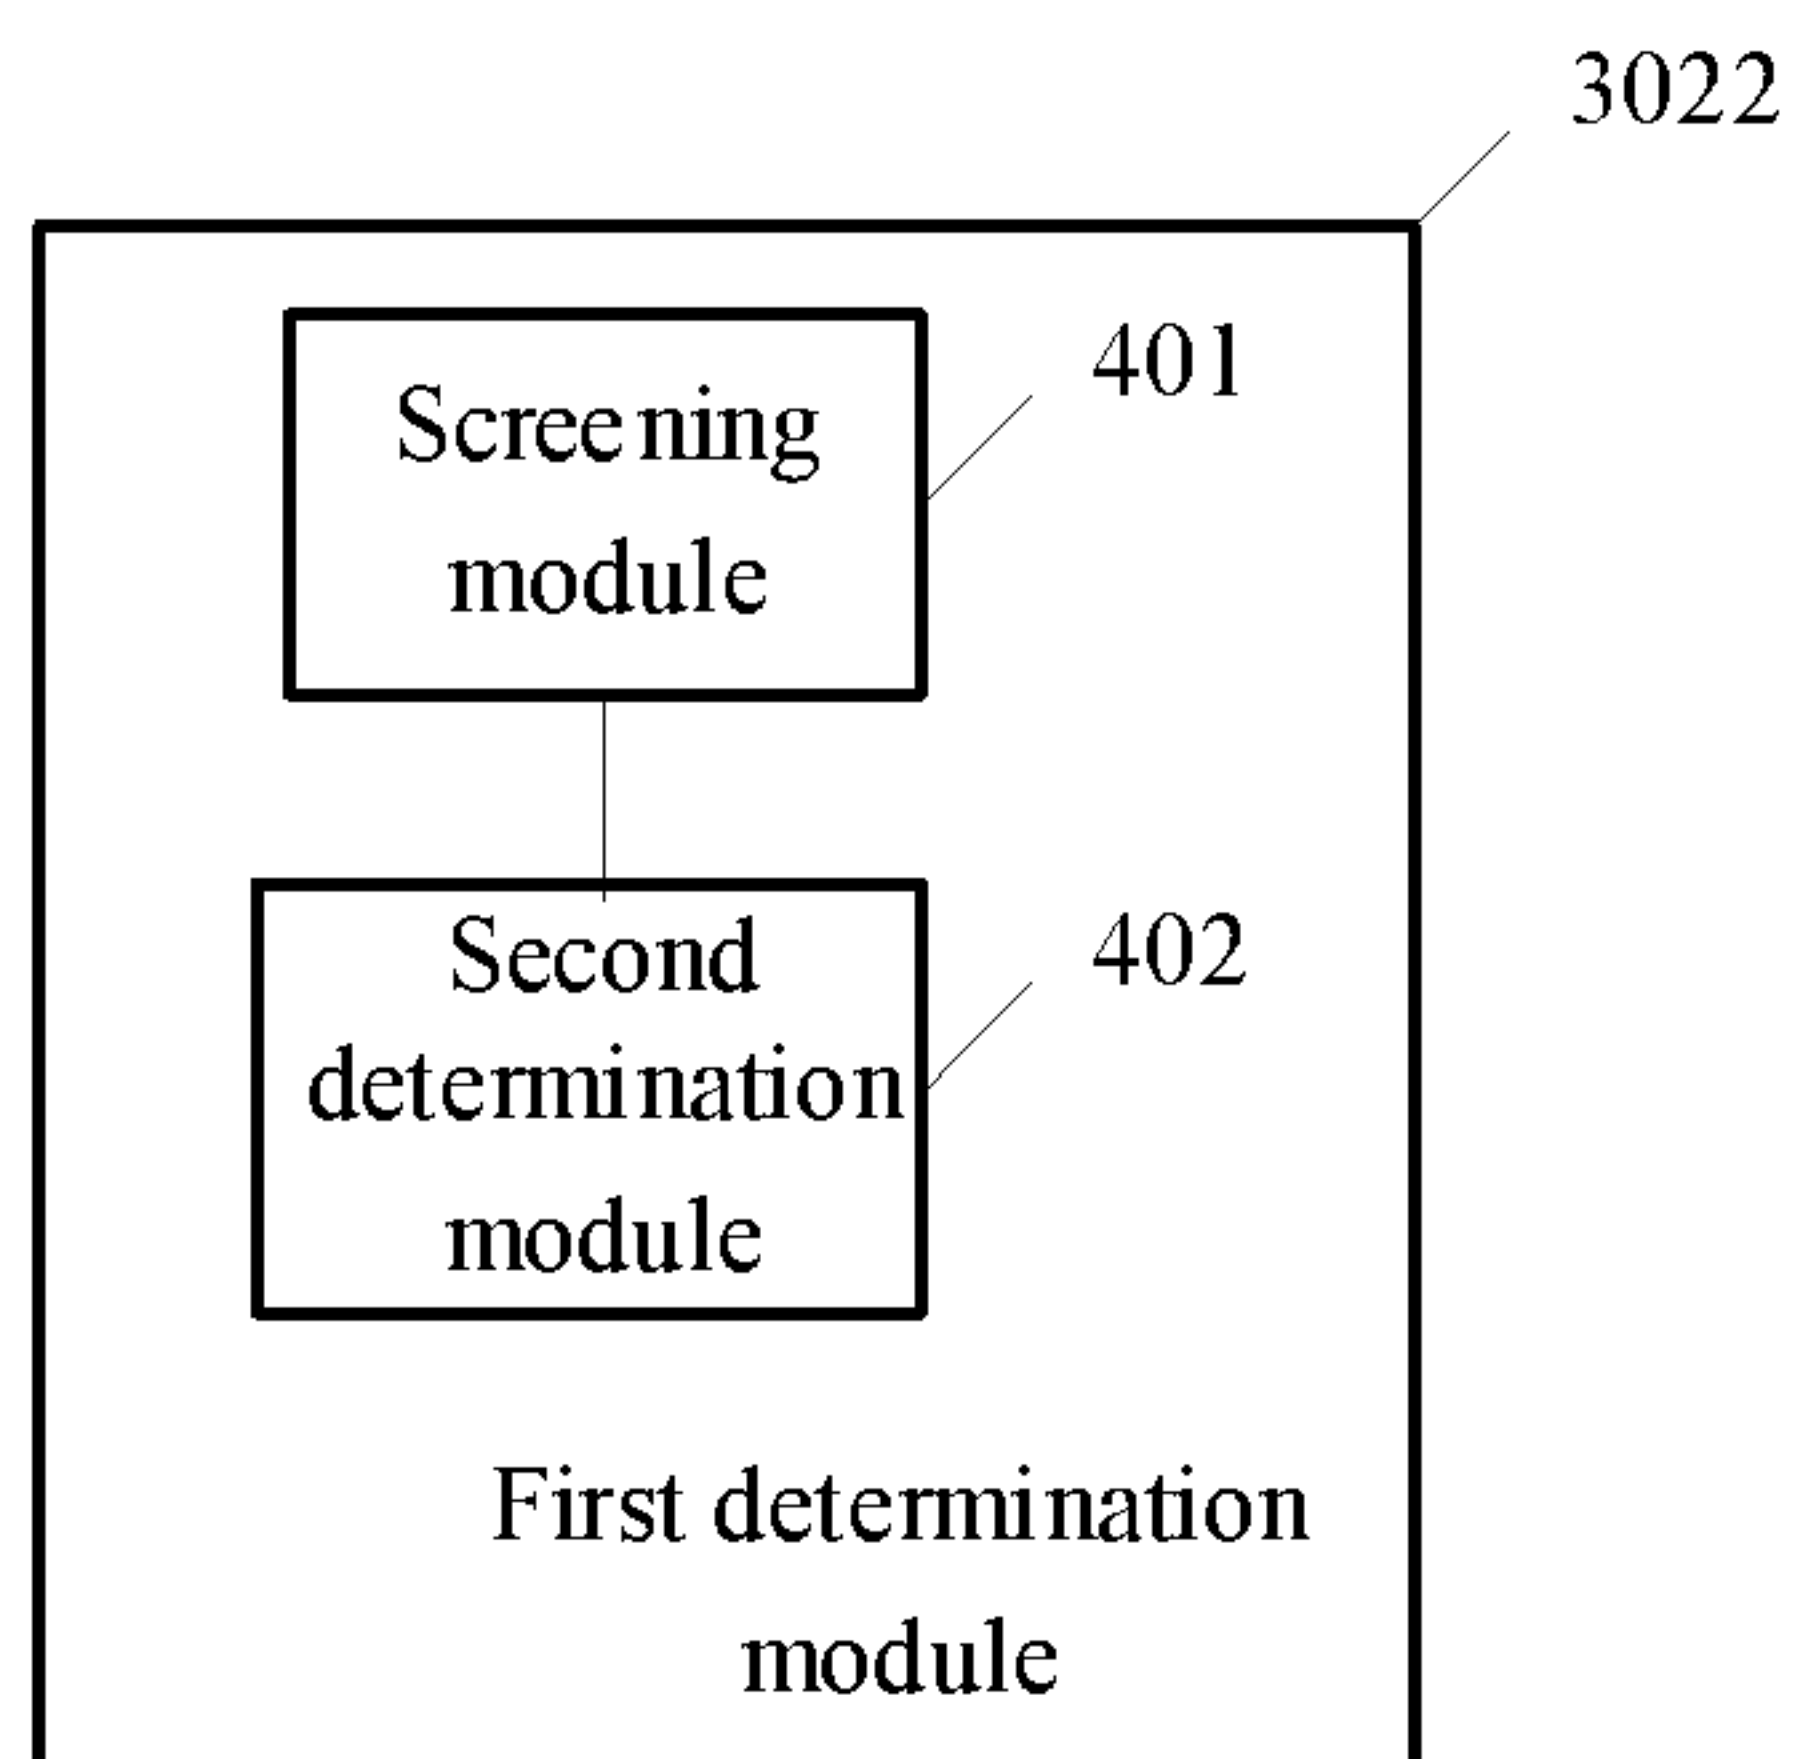 3022
Screening
module
401
Second
determination
module
402
First determination
module